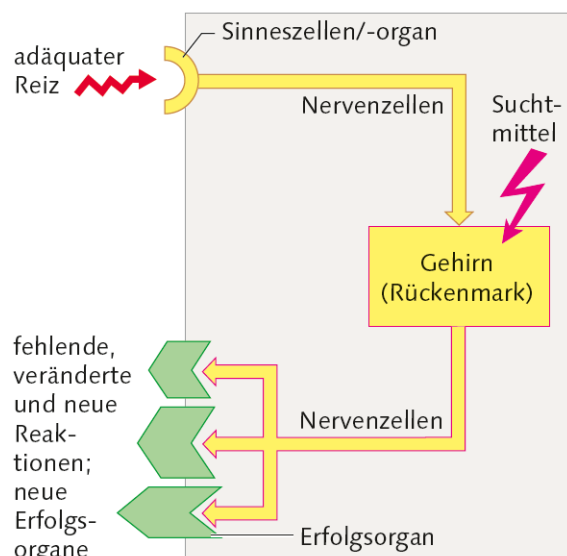 Sinneszellen/-organ
adäquater
Reiz
Nervenzellen
Sucht-
mittel
Gehirn
(Rückenmark)
fehlende,
veränderte
und neue
Reak-
tionen;
neue
Erfolgs-
organe
Nervenzellen
Erfolgsorgan